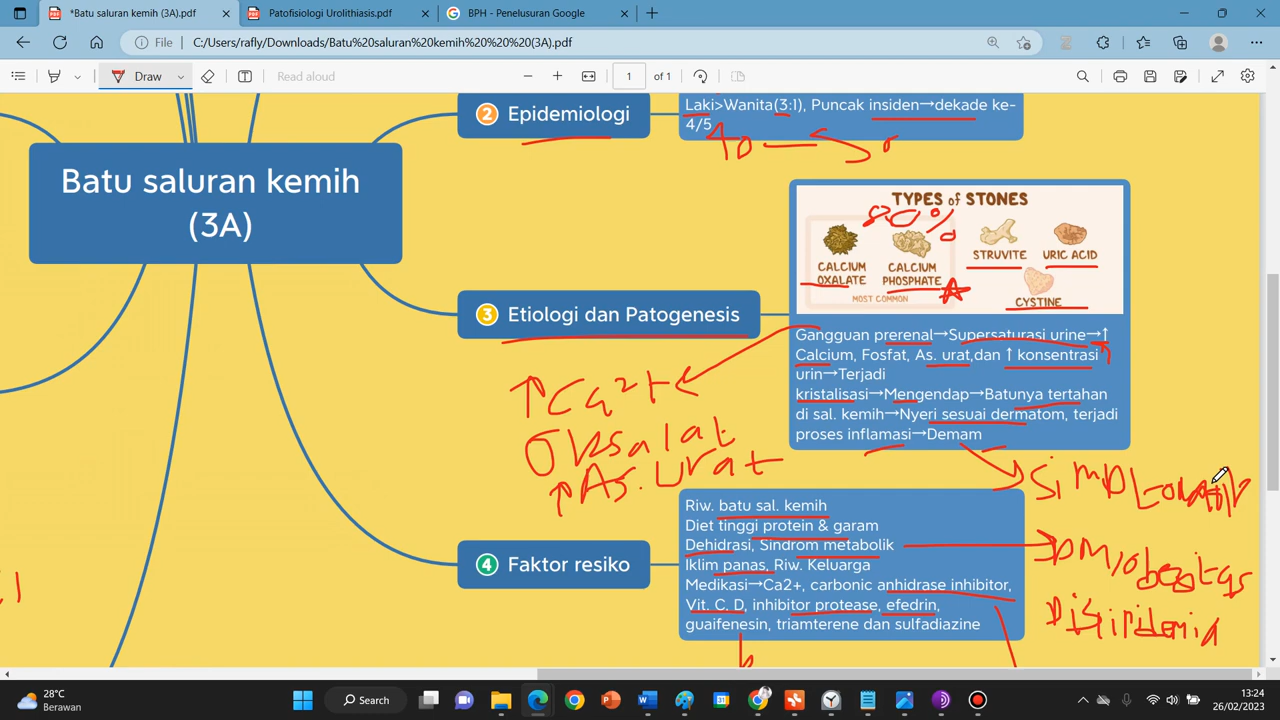 *Batu saluran kemih (3A).pdf
Patofisiologi Urolithiasis.pdf
BPH - Penelusuran Google
File
C:/Users/rafly/Downloads/Batu%20saluran%20kemih%20%20%20(3A).pdf
Draw
Read aloud
1 of 1
2 Epidemiologi
Laki>Wanita(3:1), Puncak insiden→dekade ke-
4/5
40 — 50
Batu saluran kemih
(3A)
TYPES of STONES
80%
CALCIUM
OXALATE
CALCIUM
PHOSPHATE
MOST COMMON
STRUVITE
URIC ACID
CYSTINE
3 Etiologi dan Patogenesis
Gangguan prerenal→Supersaturasi urine→↑
Calcium, Fosfat, As. urat,dan ↑ konsentrasi
urin→Terjadi
kristalisasi→Mengendap→Batunya tertahan
di sal. kemih→Nyeri sesuai dermatom, terjadi
proses inflamasi→Demam
↑Ca2+
Oksalat
↑As. Urat
4 Faktor resiko
Riw. batu sal. kemih
Diet tinggi protein & garam
Dehidrasi, Sindrom metabolik
Iklim panas, Riw. Keluarga
Medikasi→Ca2+, carbonic anhidrase inhibitor,
Vit. C. D, inhibitor protease, efedrin,
guaifenesin, triamterene dan sulfadiazine
DM, obesitas
Dislipidemia
28°C
Berawan
Search
13:24
26/02/2023